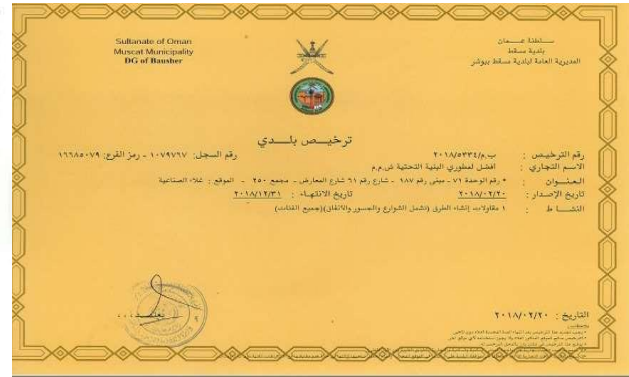 Sultanate of Oman
Muscat Municipality
DG of Bausher
سلطنة عمان
بلدية مسقط
المديرية العامة لبلدية مسقط ببوشر
ترخيص بلدي
رقم الترخيص : ب.م/٢٠١٨/٥٣٣٤ رقم السجل: ١٠٧٩٧٦٧ - رمز الفرع: ١٦٦٨٥٠٧٩
الاسم التجاري : أفضل لمطوري البنية التحتية ش.م.م
العنوان : * رقم الوحدة ٧١ - مبنى رقم ١٨٧ - شارع رقم ٦١ شارع المعارض - مجمع ٢٥٠ - الموقع : غلاء الصناعية
تاريخ الإصدار : ٢٠١٨/٠٢/٢٠ تاريخ الانتهاء : ٢٠١٨/١٢/٣١
النشاط : ١ مقاولات إنشاء الطرق (تشمل الشوارع والجسور والأنفاق)(جميع الفئات)
يعتمد،،،
التاريخ : ٢٠١٨/٠٢/٢٠